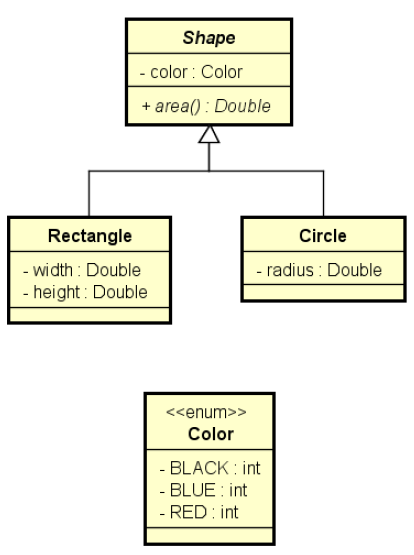 Shape
- color : Color
+ area() : Double
Rectangle
- width : Double
- height : Double
Circle
- radius : Double
<<enum>>
Color
- BLACK : int
- BLUE : int
- RED : int